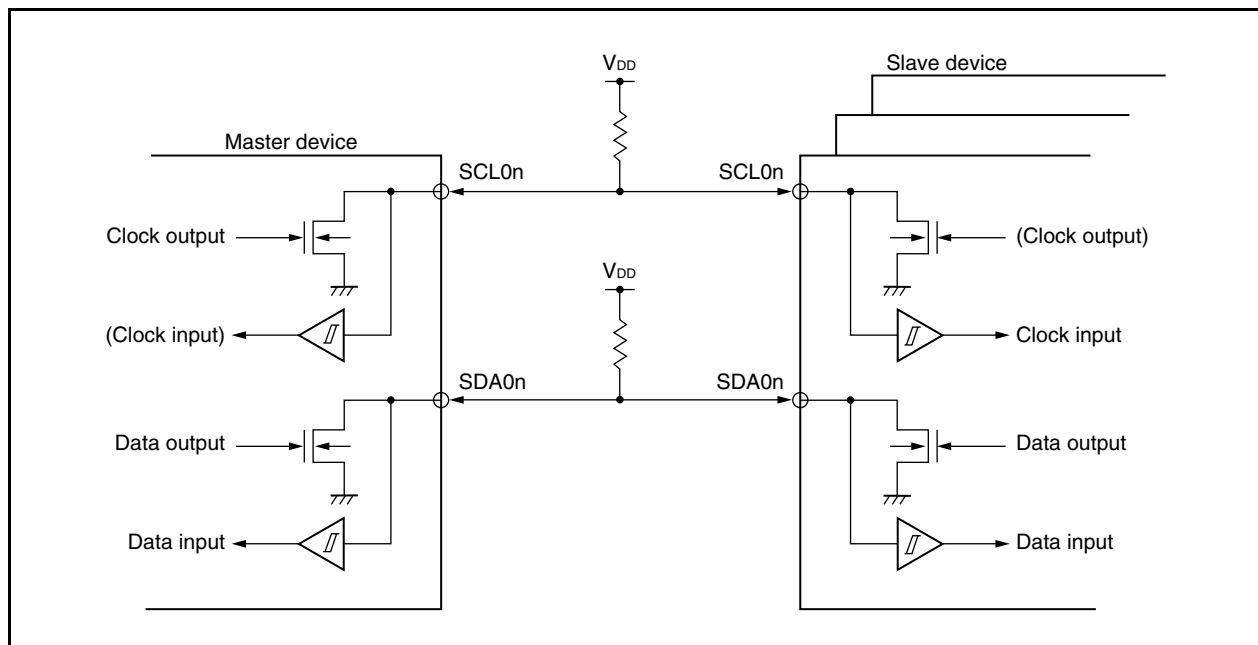 VDD
Slave device
Master device
SCL0n
SCL0n
Clock output
(Clock output)
VDD
(Clock input)
Clock input
SDA0n
SDA0n
Data output
Data output
Data input
Data input